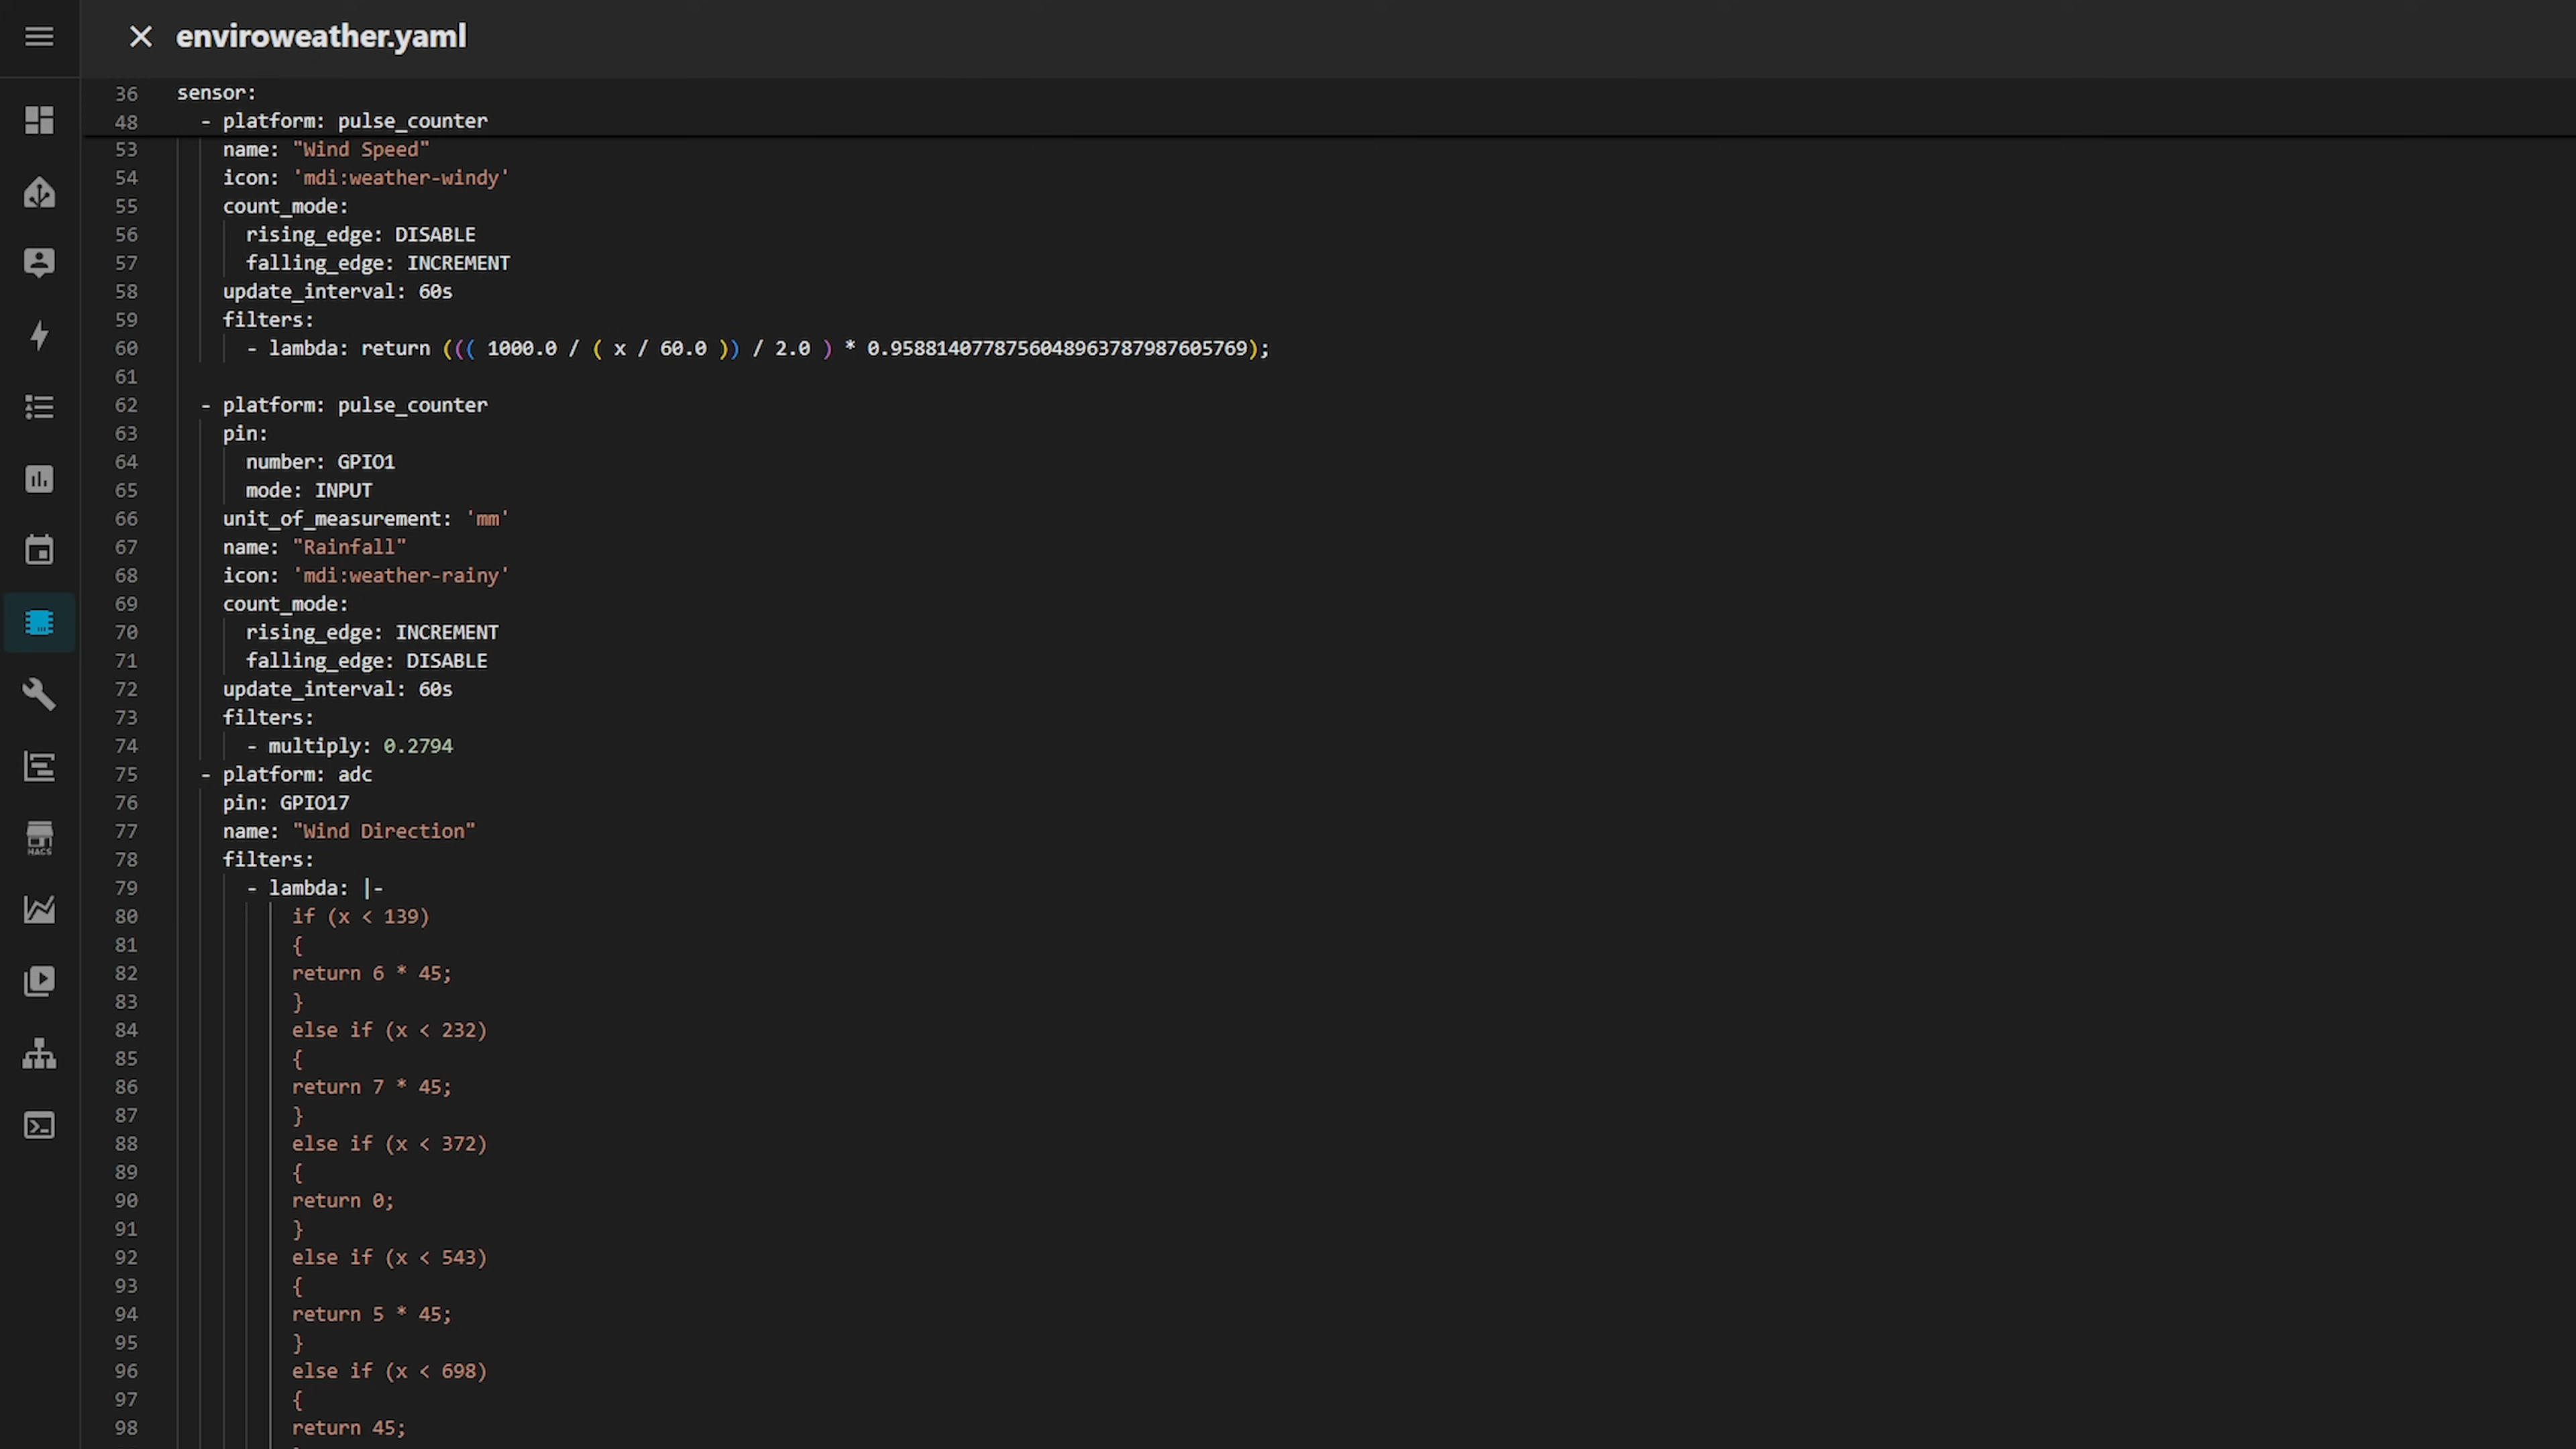 enviroweather.yaml
36 sensor:
48 - platform: pulse_counter
53 name: "Wind Speed"
54 icon: 'mdi:weather-windy'
55 count_mode:
56 rising_edge: DISABLE
57 falling_edge: INCREMENT
58 update_interval: 60s
59 filters:
60 - lambda: return ((( 1000.0 / ( x / 60.0 )) / 2.0 ) * 0.95881407787560489637879876057​69);
61
62 - platform: pulse_counter
63 pin:
64 number: GPIO1
65 mode: INPUT
66 unit_of_measurement: 'mm'
67 name: "Rainfall"
68 icon: 'mdi:weather-rainy'
69 count_mode:
70 rising_edge: INCREMENT
71 falling_edge: DISABLE
72 update_interval: 60s
73 filters:
74 - multiply: 0.2794
75 - platform: adc
76 pin: GPIO17
77 name: "Wind Direction"
78 filters:
79 - lambda: |-
80 if (x < 139)
81 {
82 return 6 * 45;
83 }
84 else if (x < 232)
85 {
86 return 7 * 45;
87 }
88 else if (x < 372)
89 {
90 return 0;
91 }
92 else if (x < 543)
93 {
94 return 5 * 45;
95 }
96 else if (x < 698)
97 {
98 return 45;
HACS